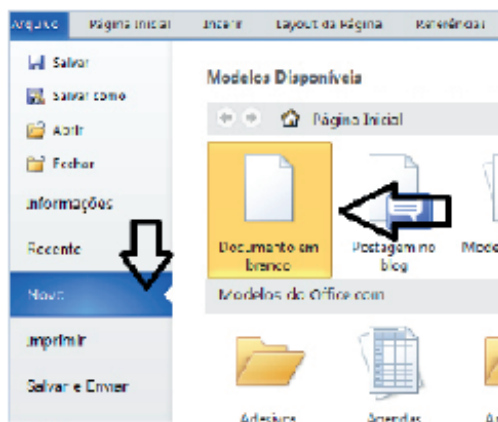 Arquivo Página Inicial Inserir Layout da Página Referências
Salvar
Salvar como
Abrir
Fechar
Informações
Recente
Novo
Imprimir
Salvar e Enviar
Modelos Disponíveis
Página Inicial
Documento em
branco
Postagem no
blog
Mode
Modelos do Office.com
Adesivos
Agendas